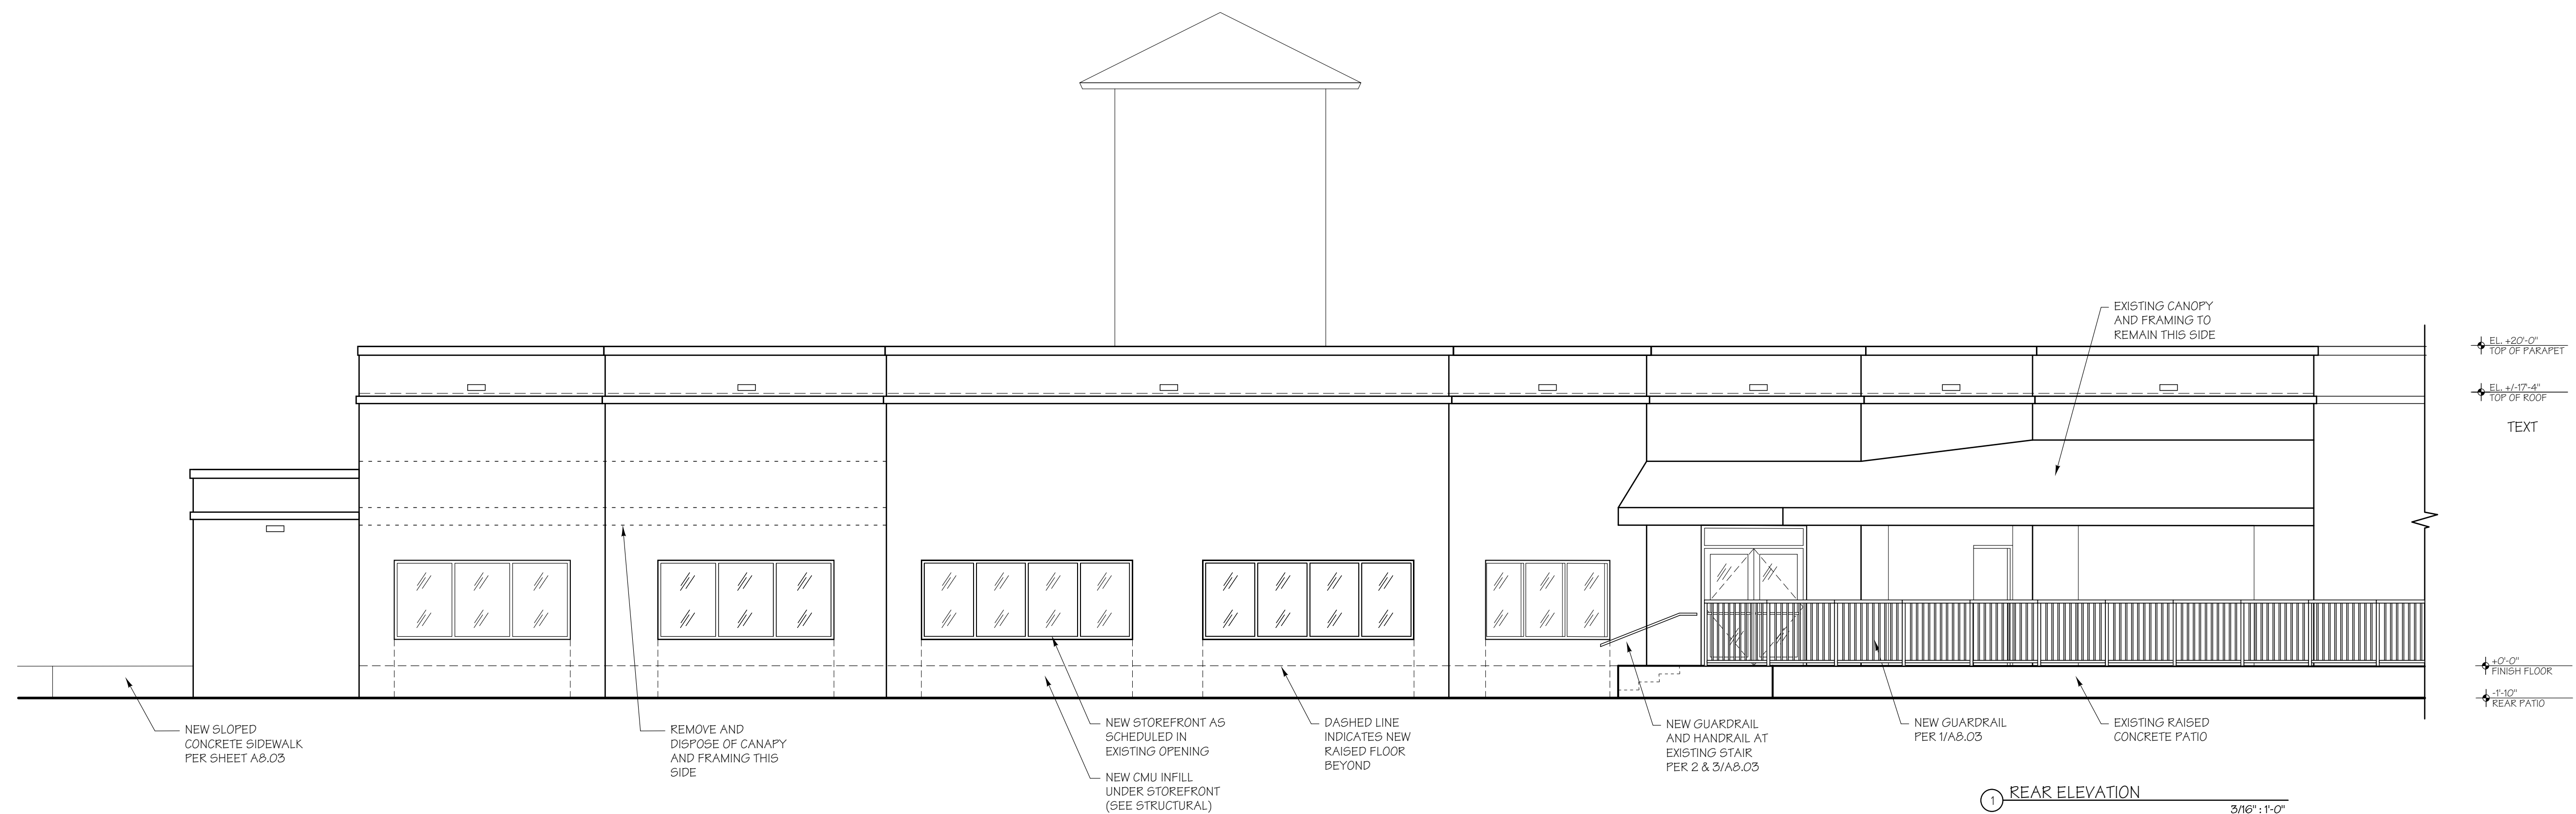 EXISTING CANOPY
AND FRAMING TO
REMAIN THIS SIDE
EL. +20'-0"
TOP OF PARAPET
EL. +/-17'-4"
TOP OF ROOF
TEXT
+0'-0"
FINISH FLOOR
-1'-10"
REAR PATIO
NEW SLOPED
CONCRETE SIDEWALK
PER SHEET A8.03
REMOVE AND
DISPOSE OF CANAPY
AND FRAMING THIS
SIDE
NEW STOREFRONT AS
SCHEDULED IN
EXISTING OPENING
NEW CMU INFILL
UNDER STOREFRONT
(SEE STRUCTURAL)
DASHED LINE
INDICATES NEW
RAISED FLOOR
BEYOND
NEW GUARDRAIL
AND HANDRAIL AT
EXISTING STAIR
PER 2 & 3/A8.03
NEW GUARDRAIL
PER 1/A8.03
EXISTING RAISED
CONCRETE PATIO
1 REAR ELEVATION
3/16" : 1'-0"